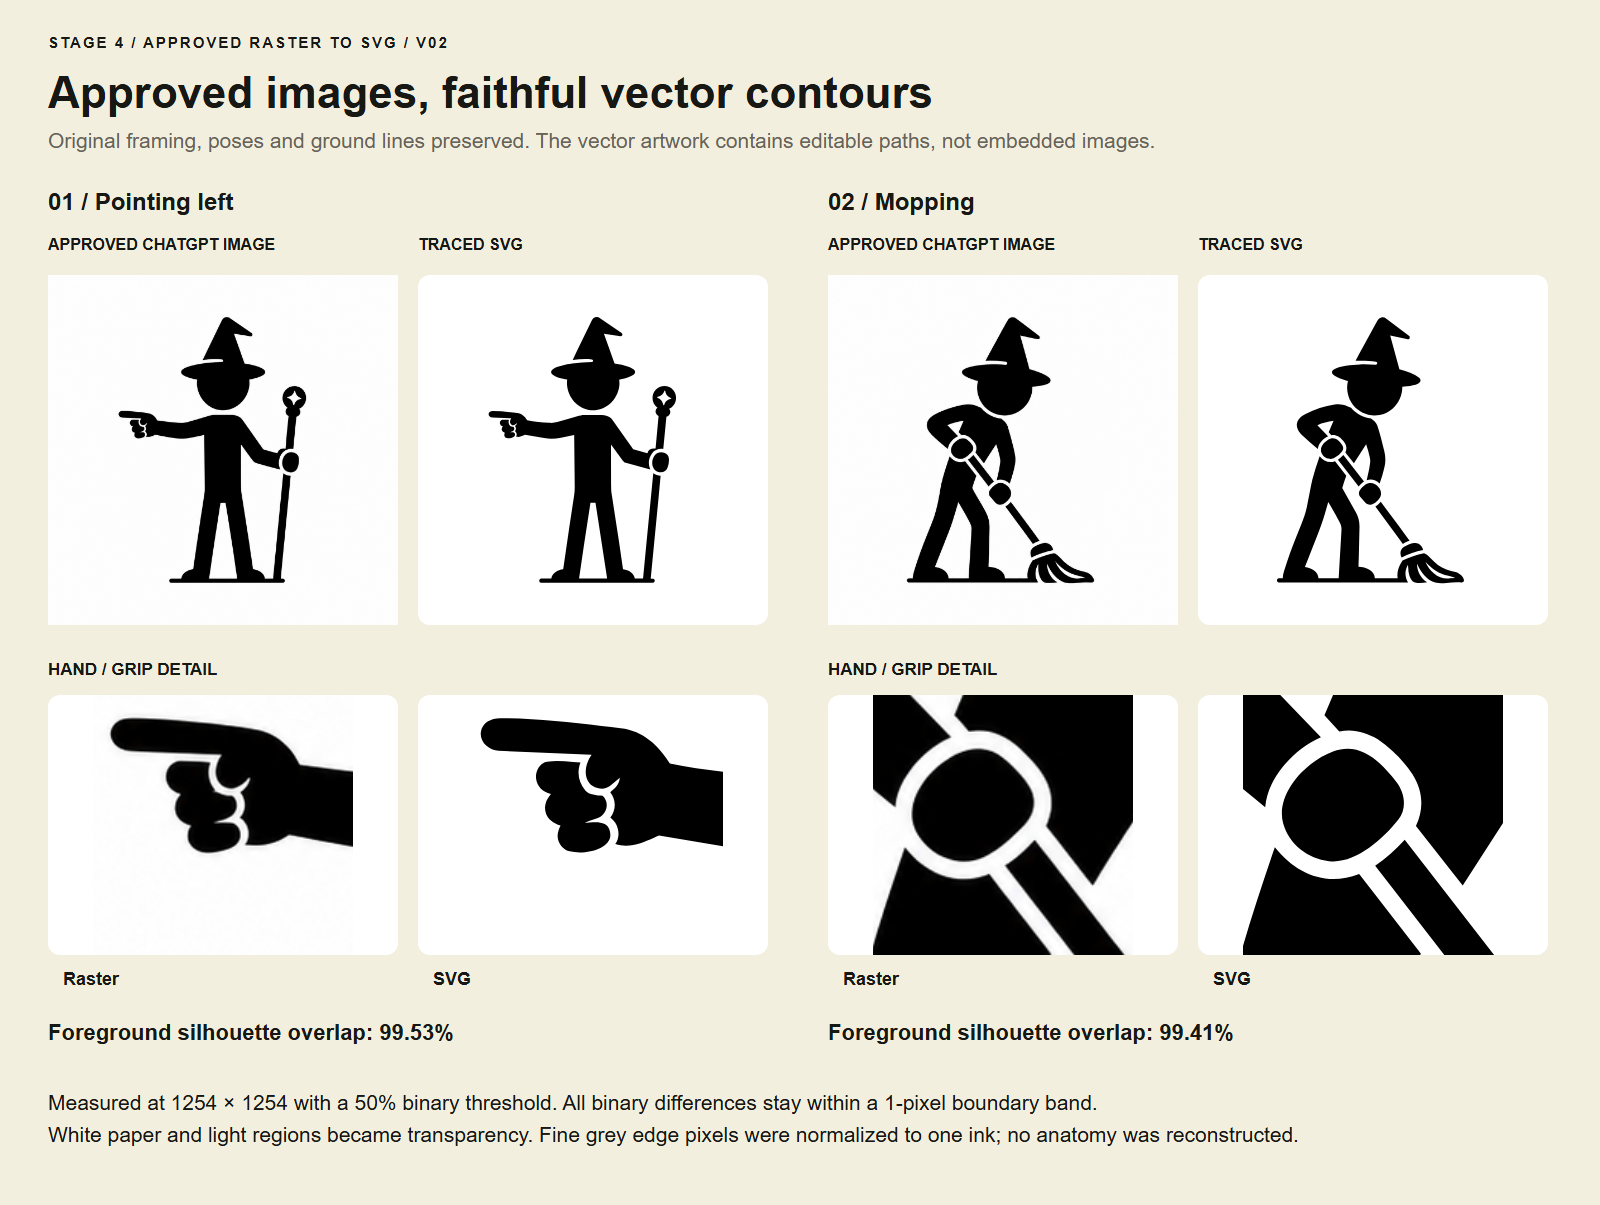 STAGE 4 / APPROVED RASTER TO SVG / V02
Approved images, faithful vector contours
Original framing, poses and ground lines preserved. The vector artwork contains editable paths, not embedded images.
01 / Pointing left
APPROVED CHATGPT IMAGE
TRACED SVG
HAND / GRIP DETAIL
Raster
SVG
Foreground silhouette overlap: 99.53%
02 / Mopping
APPROVED CHATGPT IMAGE
TRACED SVG
HAND / GRIP DETAIL
Raster
SVG
Foreground silhouette overlap: 99.41%
Measured at 1254 × 1254 with a 50% binary threshold. All binary differences stay within a 1-pixel boundary band.
White paper and light regions became transparency. Fine grey edge pixels were normalized to one ink; no anatomy was reconstructed.